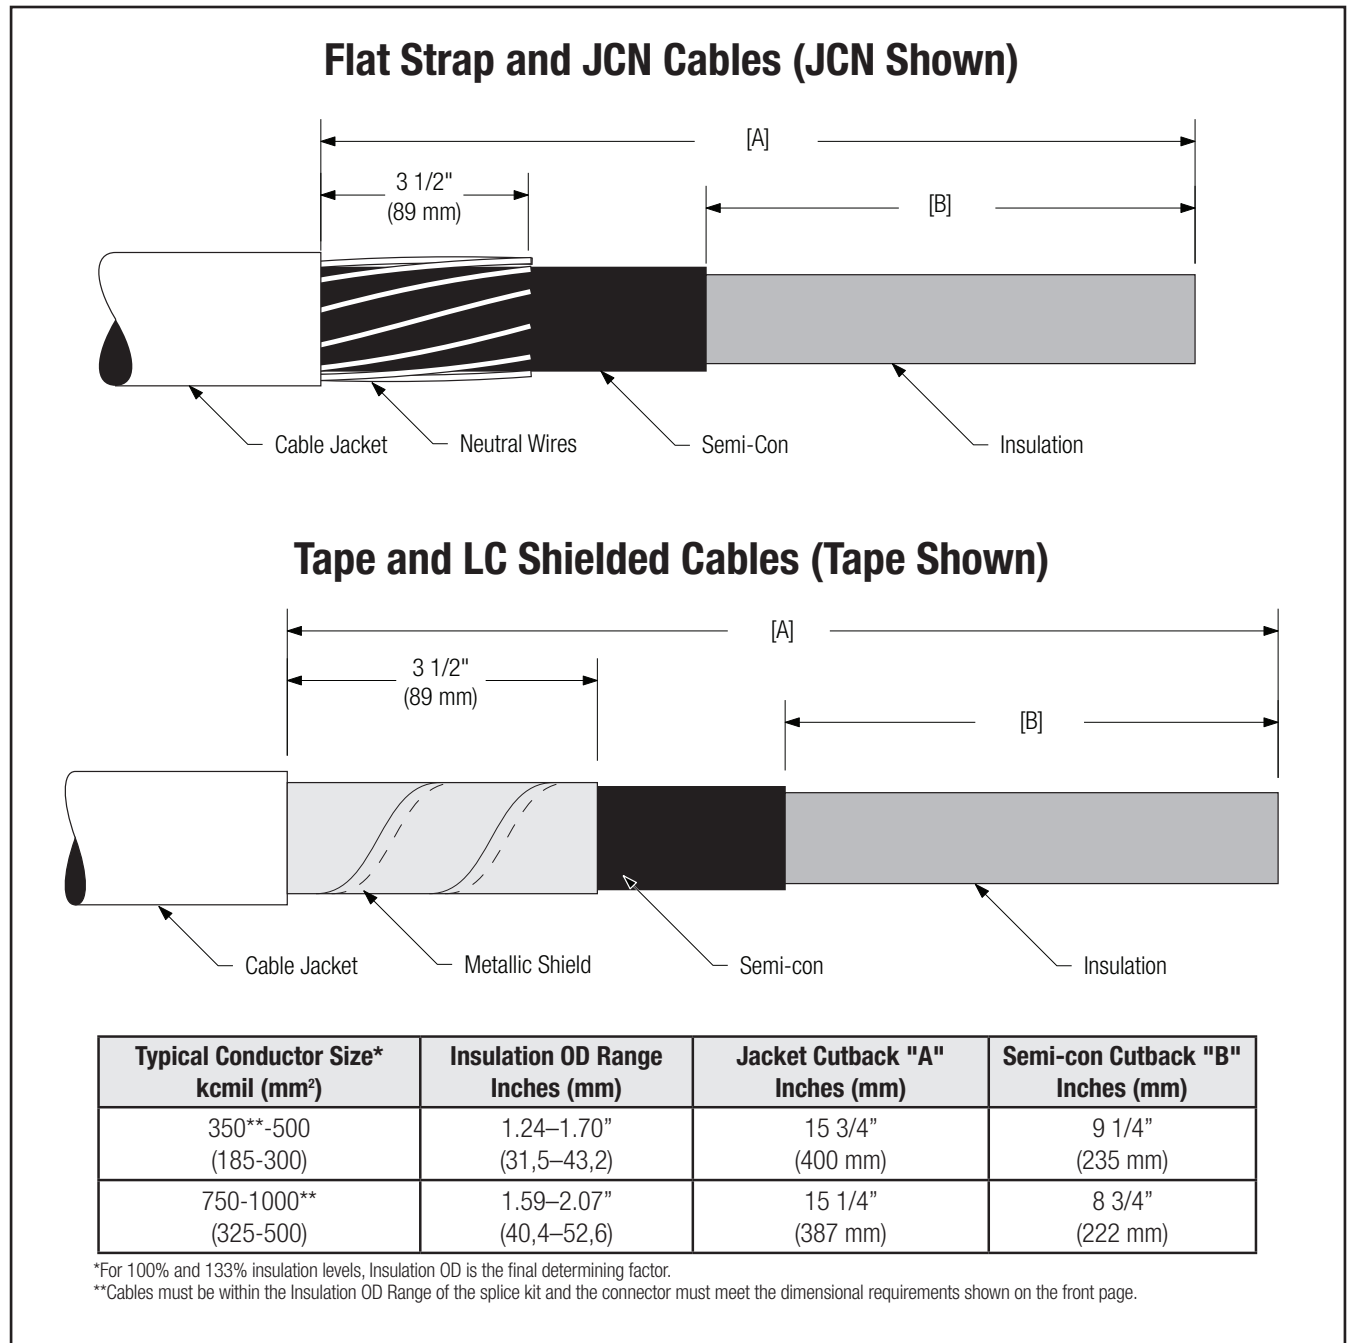 Flat Strap and JCN Cables (JCN Shown)
[A]
3 1/2"
(89 mm)
[B]
Cable Jacket
Neutral Wires
Semi-Con
Insulation
Tape and LC Shielded Cables (Tape Shown)
[A]
3 1/2"
(89 mm)
[B]
Cable Jacket
Metallic Shield
Semi-con
Insulation
Typical Conductor Size* Insulation OD Range Jacket Cutback "A" Semi-con Cutback "B"
kcmil (mm²) Inches (mm) Inches (mm) Inches (mm)
350**-500 1.24–1.70” 15 3/4” 9 1/4”
(185-300) (31,5–43,2) (400 mm) (235 mm)
750-1000** 1.59–2.07” 15 1/4” 8 3/4”
(325-500) (40,4–52,6) (387 mm) (222 mm)
*For 100% and 133% insulation levels, Insulation OD is the final determining factor.
**Cables must be within the Insulation OD Range of the splice kit and the connector must meet the dimensional requirements shown on the front page.